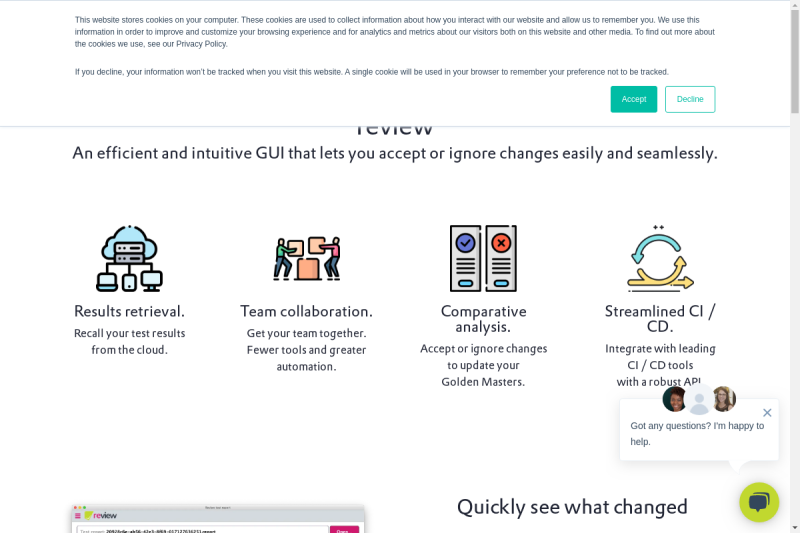 This website stores cookies on your computer. These cookies are used to collect information about how you interact with our website and allow us to remember you. We use this
information in order to improve and customize your browsing experience and for analytics and metrics about our visitors both on this website and other media. To find out more about
the cookies we use, see our Privacy Policy.
If you decline, your information won't be tracked when you visit this website. A single cookie will be used in your browser to remember your preference not to be tracked.
Accept
Decline
review
An efficient and intuitive GUI that lets you accept or ignore changes easily and seamlessly.
Results retrieval.
Recall your test results
from the cloud.
Team collaboration.
Get your team together.
Fewer tools and greater
automation.
Comparative
analysis.
Accept or ignore changes
to update your
Golden Masters.
Streamlined CI /
CD.
Integrate with leading
CI / CD tools
with a robust API.
Got any questions? I'm happy to
help.
Quickly see what changed
review